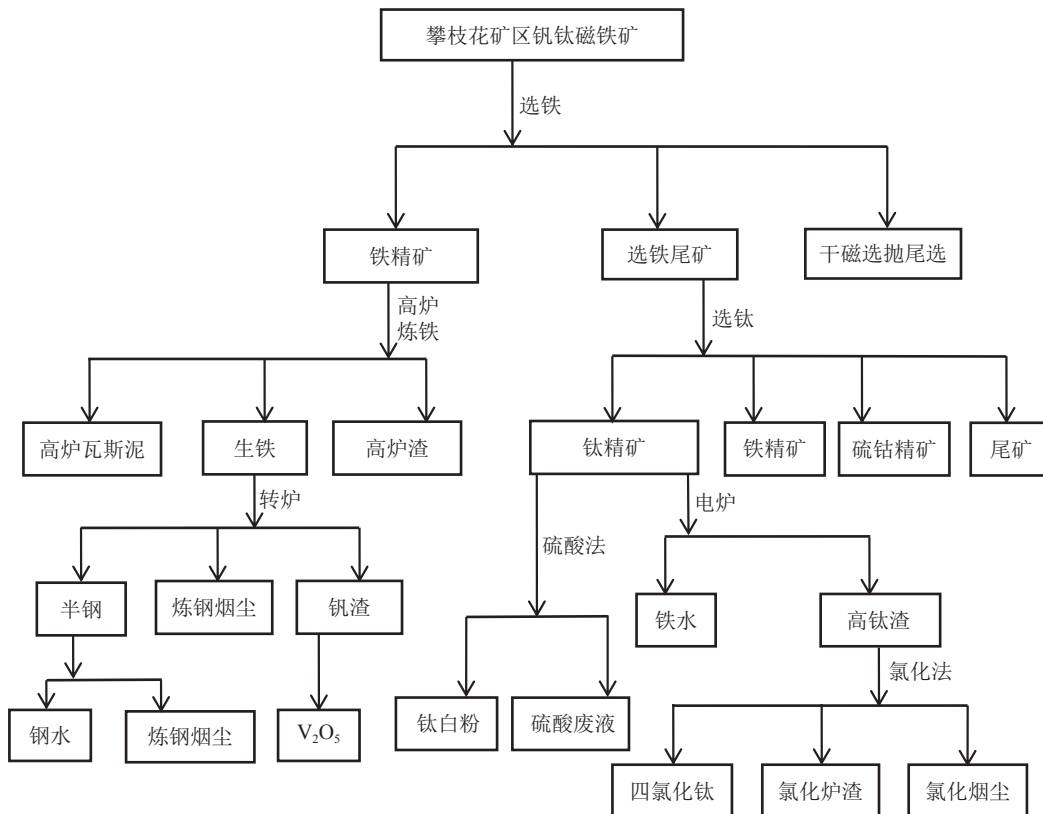 攀枝花矿区钒钛磁铁矿
选铁
铁精矿
选铁尾矿
干磁选抛尾选
高炉
炼铁
选钛
高炉瓦斯泥
生铁
高炉渣
钛精矿
铁精矿
硫钴精矿
尾矿
转炉
电炉
硫酸法
半钢
炼钢烟尘
钒渣
铁水
高钛渣
氯化法
钢水
炼钢烟尘
V₂O₅
钛白粉
硫酸废液
四氯化钛
氯化炉渣
氯化烟尘